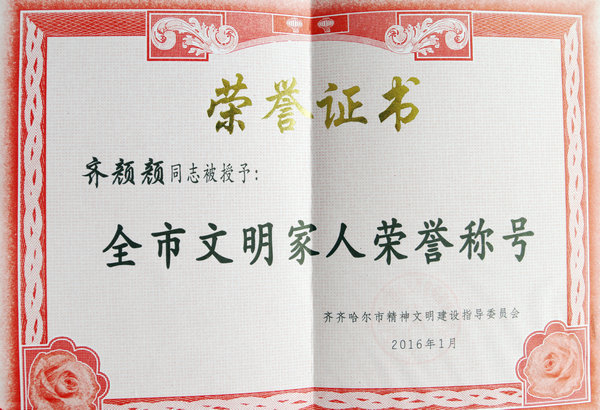 荣誉证书
齐颜颜同志被授予：
全市文明家人荣誉称号
齐齐哈尔市精神文明建设指导委员会
2016年1月